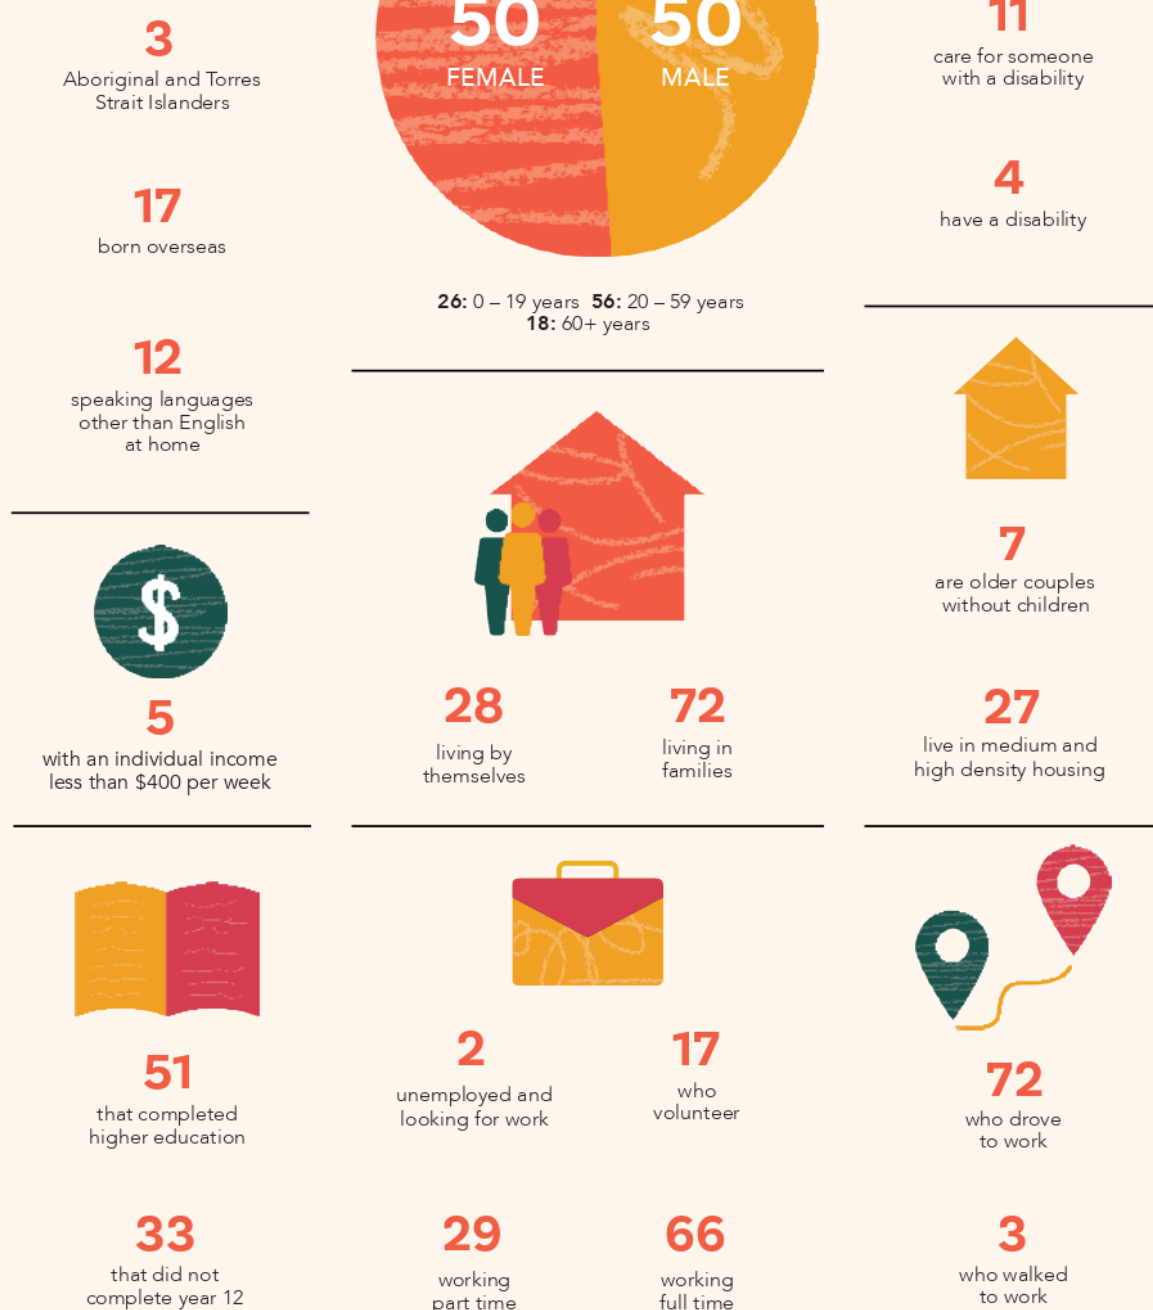 3
Aboriginal and Torres
Strait Islanders
17
born overseas
12
speaking languages
other than English
at home
$
5
with an individual income
less than $400 per week
51
that completed
higher education
33
that did not
complete year 12
50 50
FEMALE MALE
26: 0 – 19 years 56: 20 – 59 years
18: 60+ years
28
living by
themselves
72
living in
families
2
unemployed and
looking for work
17
who
volunteer
29
working
part time
66
working
full time
11
care for someone
with a disability
4
have a disability
7
are older couples
without children
27
live in medium and
high density housing
72
who drove
to work
3
who walked
to work